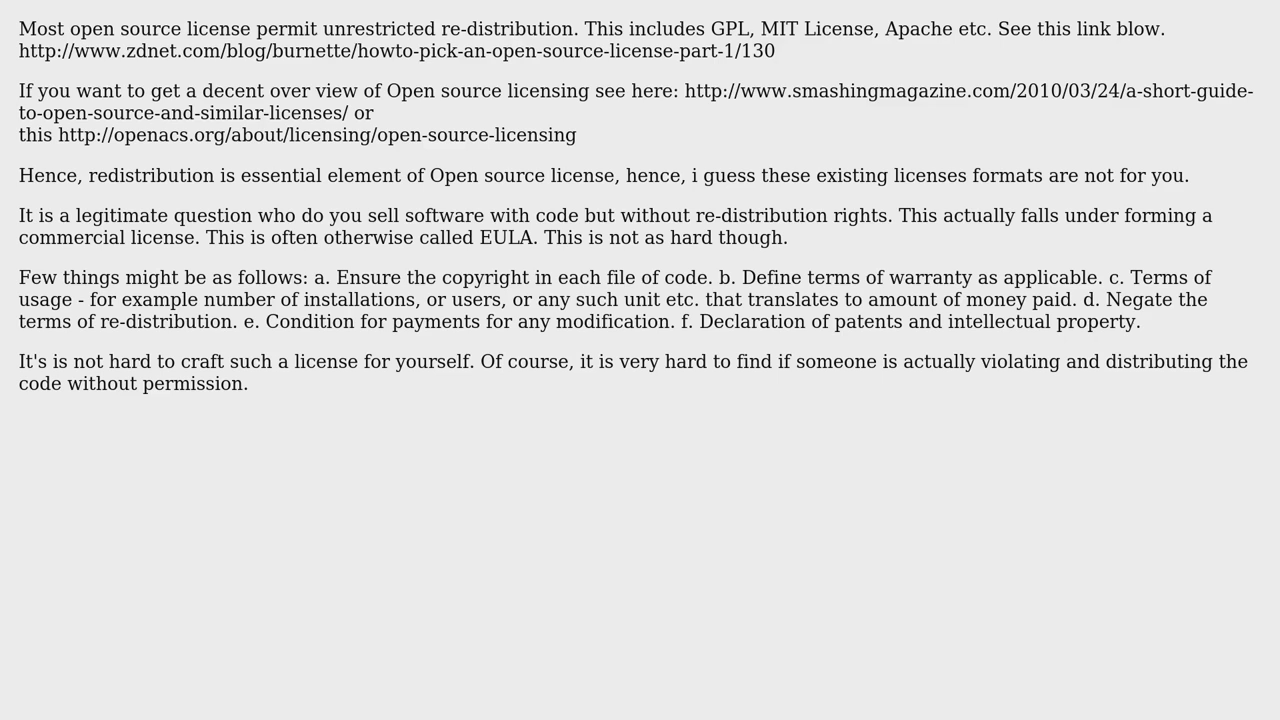 Most open source license permit unrestricted re-distribution. This includes GPL, MIT License, Apache etc. See this link blow.
http://www.zdnet.com/blog/burnette/howto-pick-an-open-source-license-part-1/130
If you want to get a decent over view of Open source licensing see here: http://www.smashingmagazine.com/2010/03/24/a-short-guide-
to-open-source-and-similar-licenses/ or
this http://openacs.org/about/licensing/open-source-licensing
Hence, redistribution is essential element of Open source license, hence, i guess these existing licenses formats are not for you.
It is a legitimate question who do you sell software with code but without re-distribution rights. This actually falls under forming a
commercial license. This is often otherwise called EULA. This is not as hard though.
Few things might be as follows: a. Ensure the copyright in each file of code. b. Define terms of warranty as applicable. c. Terms of
usage - for example number of installations, or users, or any such unit etc. that translates to amount of money paid. d. Negate the
terms of re-distribution. e. Condition for payments for any modification. f. Declaration of patents and intellectual property.
It's is not hard to craft such a license for yourself. Of course, it is very hard to find if someone is actually violating and distributing the
code without permission.